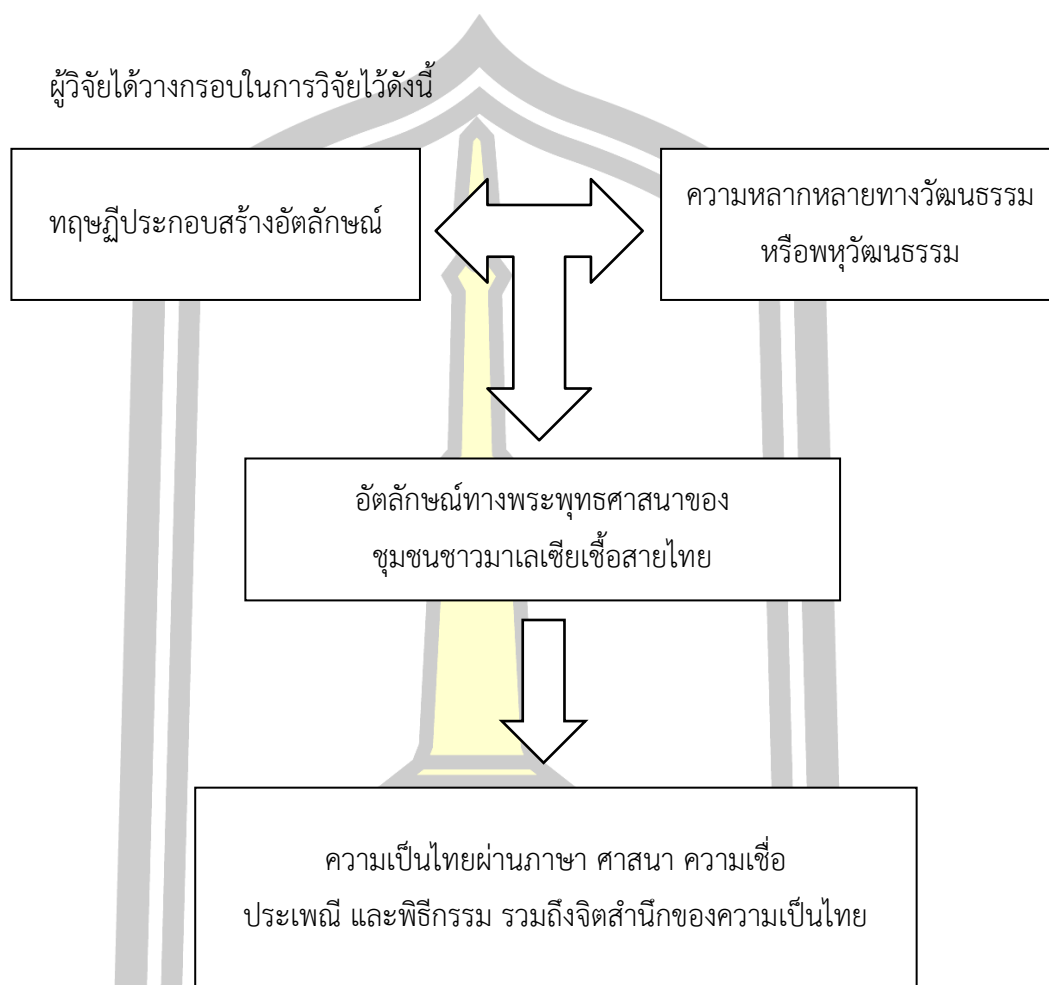 ผู้วิจัยได้วางกรอบในการวิจัยไว้ดังนี้
ทฤษฏีประกอบสร้างอัตลักษณ์
ความหลากหลายทางวัฒนธรรม
หรือพหุวัฒนธรรม
อัตลักษณ์ทางพระพุทธศาสนาของ
ชุมชนชาวมาเลเซียเชื้อสายไทย
ความเป็นไทยผ่านภาษา ศาสนา ความเชื่อ
ประเพณี และพิธีกรรม รวมถึงจิตสำนึกของความเป็นไทย